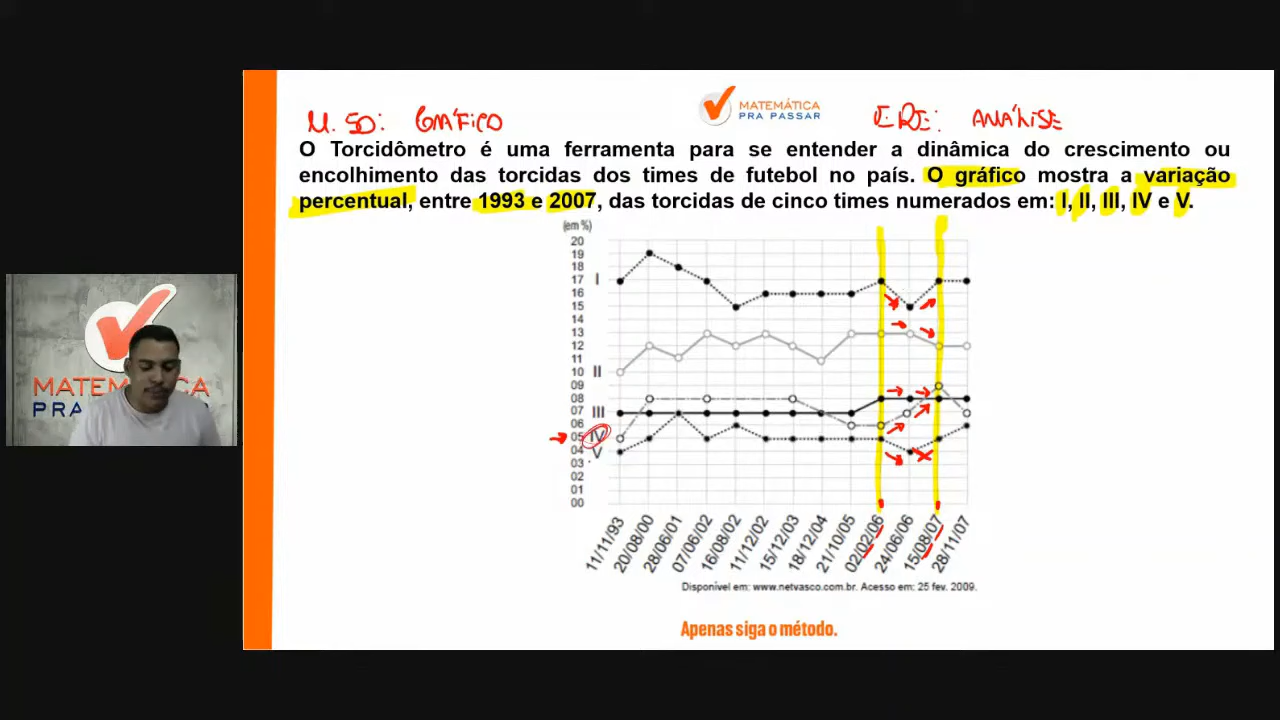 U. SO: GRÁFICO
MATEMÁTICA
PRA PASSAR
ERE: ANÁLISE
O Torcidômetro é uma ferramenta para se entender a dinâmica do crescimento ou
encolhimento das torcidas dos times de futebol no país. O gráfico mostra a variação
percentual, entre 1993 e 2007, das torcidas de cinco times numerados em: I, II, III, IV e V.
(em %)
20
19
18
17
16
15
14
13
12
11
10
09
08
07
06
05
04
03
02
01
00
I
II
III
IV
V
11/11/93
20/08/00
28/06/01
07/06/02
16/08/02
11/12/02
15/12/03
18/12/04
21/10/05
02/02/06
24/06/06
15/08/07
28/11/07
Disponível em: www.netvasco.com.br. Acesso em: 25 fev. 2009.
Apenas siga o método.
MATEMÁTICA
PRA PA